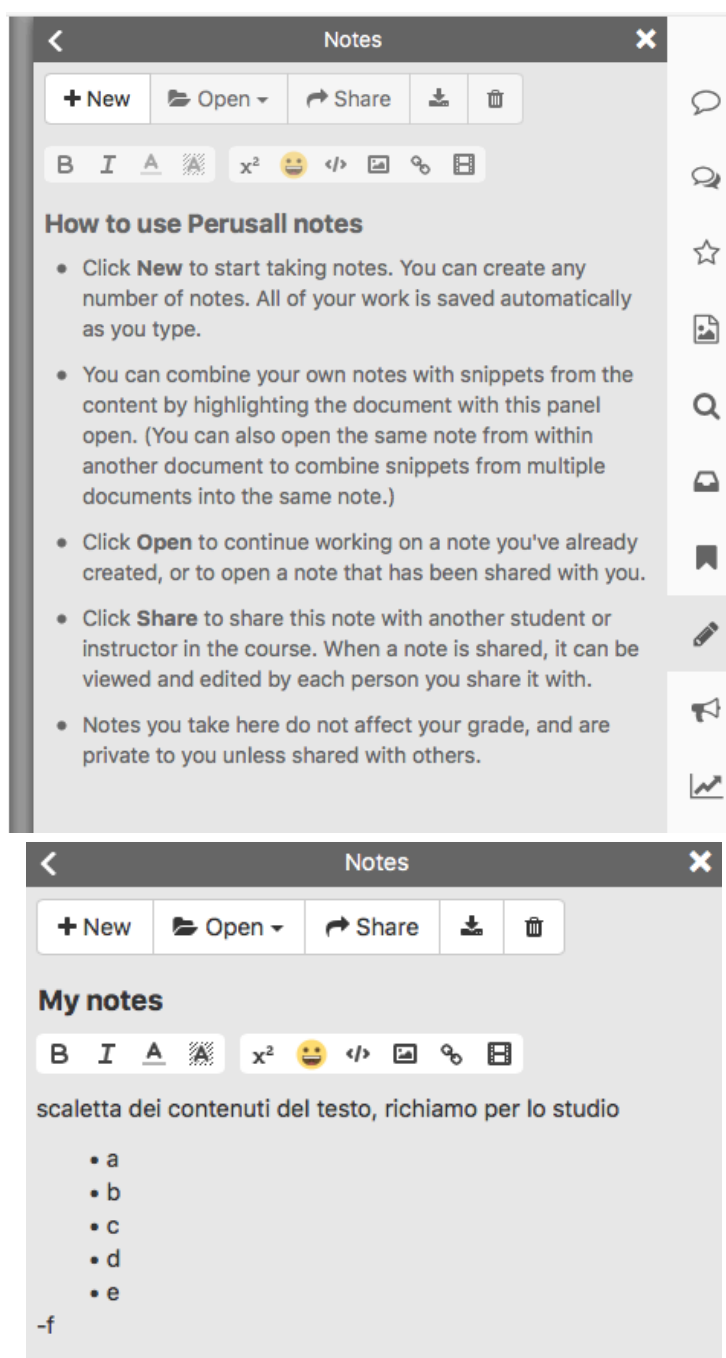 Notes
New Open Share
B I A A x² </>
How to use Perusall notes
• Click New to start taking notes. You can create any
number of notes. All of your work is saved automatically
as you type.
• You can combine your own notes with snippets from the
content by highlighting the document with this panel
open. (You can also open the same note from within
another document to combine snippets from multiple
documents into the same note.)
• Click Open to continue working on a note you've already
created, or to open a note that has been shared with you.
• Click Share to share this note with another student or
instructor in the course. When a note is shared, it can be
viewed and edited by each person you share it with.
• Notes you take here do not affect your grade, and are
private to you unless shared with others.
Notes
New Open Share
My notes
B I A A x² </>
scaletta dei contenuti del testo, richiamo per lo studio
• a
• b
• c
• d
• e
-f